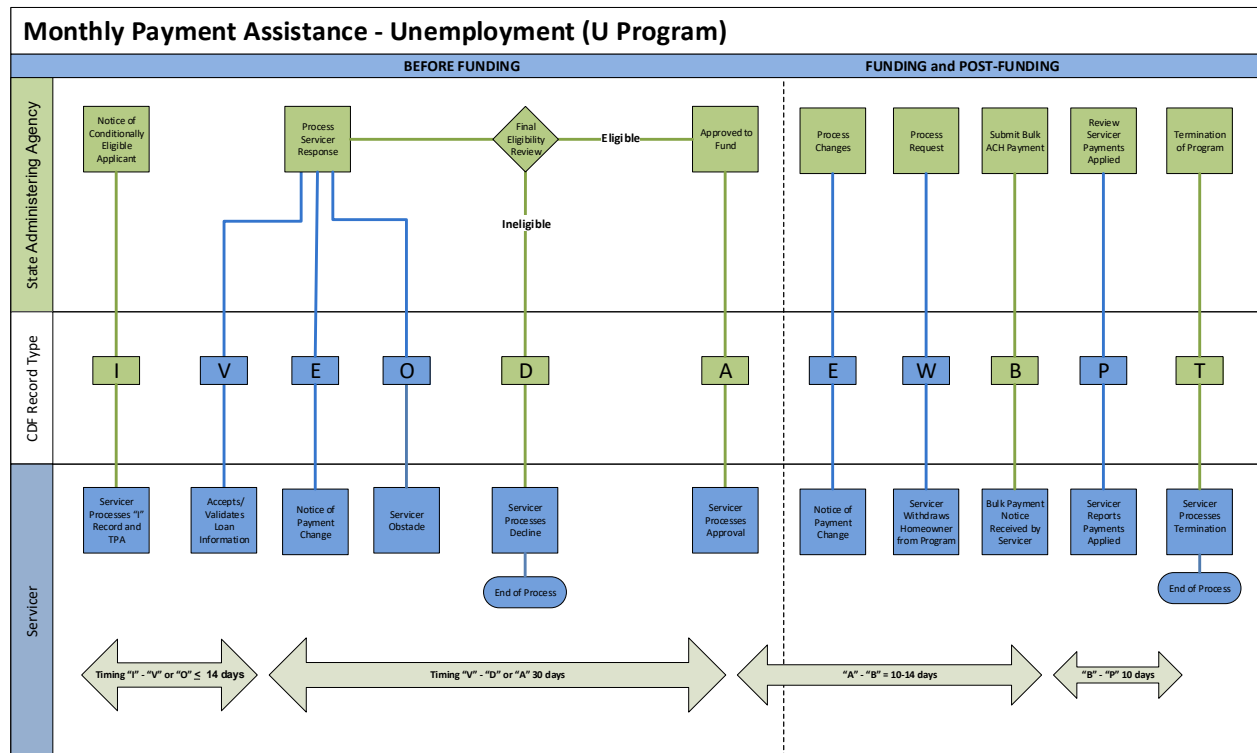 Monthly Payment Assistance - Unemployment (U Program)
BEFORE FUNDING
FUNDING and POST-FUNDING
State Administering Agency
Notice of
Conditionally
Eligible
Applicant
Process
Servicer
Response
Final
Eligibility
Review
Eligible
Ineligible
Approved to
Fund
Process
Changes
Process
Request
Submit Bulk
ACH Payment
Review
Servicer
Payments
Applied
Termination
of Program
CDF Record Type
I
V
E
O
D
A
E
W
B
P
T
Servicer
Servicer
Processes “I”
Record and
TPA
Accepts/
Validates
Loan
Information
Notice of
Payment
Change
Servicer
Obstacle
Servicer
Processes
Decline
End of Process
Servicer
Processes
Approval
Notice of
Payment
Change
Servicer
Withdraws
Homeowner
from Program
Bulk Payment
Notice
Received by
Servicer
Servicer
Reports
Payments
Applied
Servicer
Processes
Termination
End of Process
Timing “I” - “V” or “O” ≤ 14 days
Timing “V” - “D” or “A” 30 days
“A” - “B” = 10-14 days
“B” - “P” 10 days